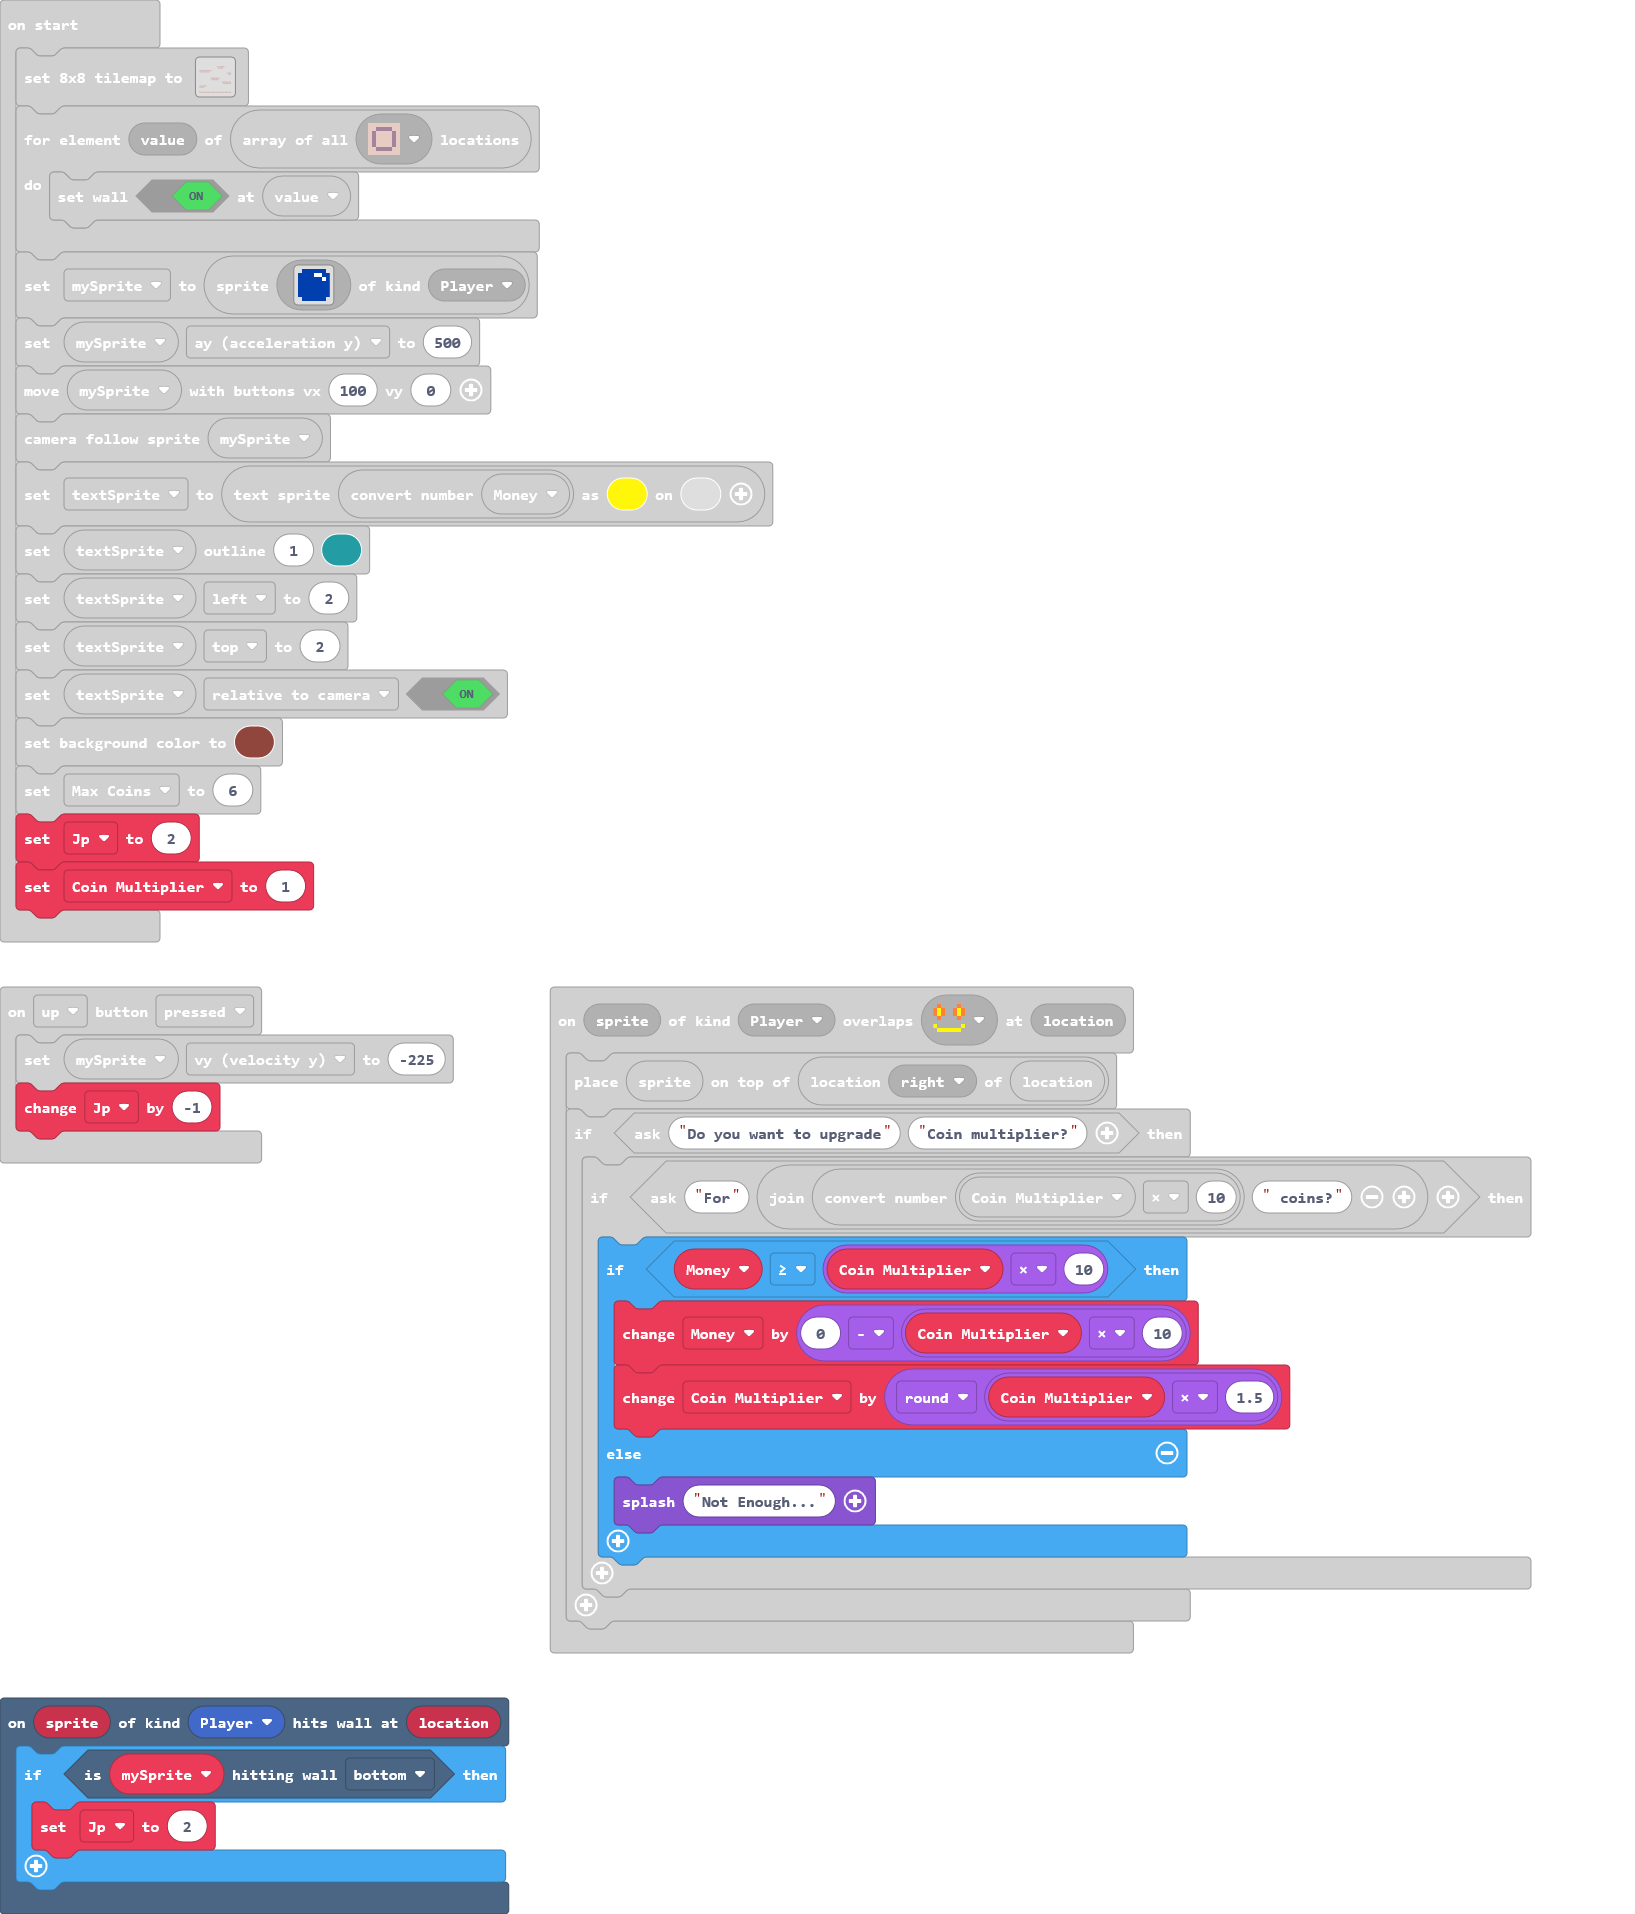 on start
set 8x8 tilemap to
for element value of array of all locations
do set wall ON at value
set mySprite to sprite of kind Player
set mySprite ay (acceleration y) to 500
move mySprite with buttons vx 100 vy 0
camera follow sprite mySprite
set textSprite to text sprite convert number Money as on
set textSprite outline 1
set textSprite left to 2
set textSprite top to 2
set textSprite relative to camera ON
set background color to
set Max Coins to 6
set Jp to 2
set Coin Multiplier to 1
on up button pressed
set mySprite vy (velocity y) to -225
change Jp by -1
on sprite of kind Player overlaps at location
place sprite on top of location right of location
if ask "Do you want to upgrade" "Coin multiplier?" then
if ask "For" join convert number Coin Multiplier × 10 " coins?" then
if Money ≥ Coin Multiplier × 10 then
change Money by 0 - Coin Multiplier × 10
change Coin Multiplier by round Coin Multiplier × 1.5
else
splash "Not Enough..."
on sprite of kind Player hits wall at location
if is mySprite hitting wall bottom then
set Jp to 2